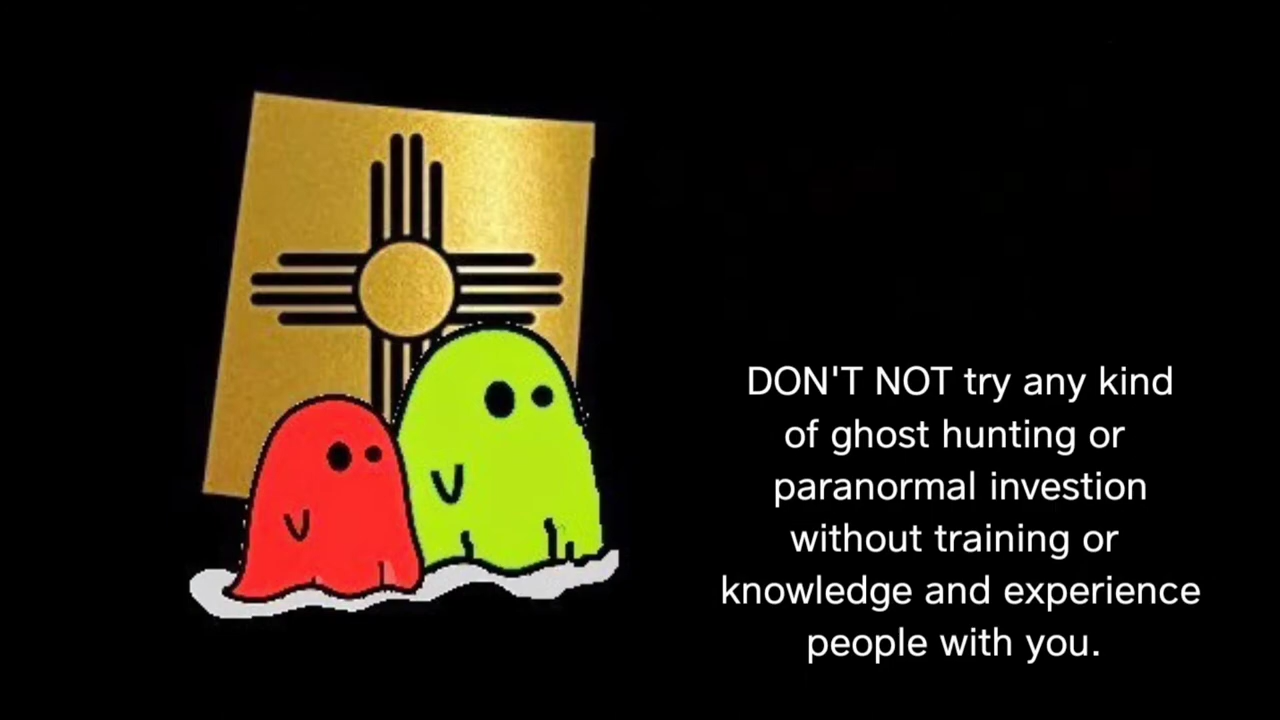 DON'T NOT try any kind
of ghost hunting or
paranormal investion
without training or
knowledge and experience
people with you.